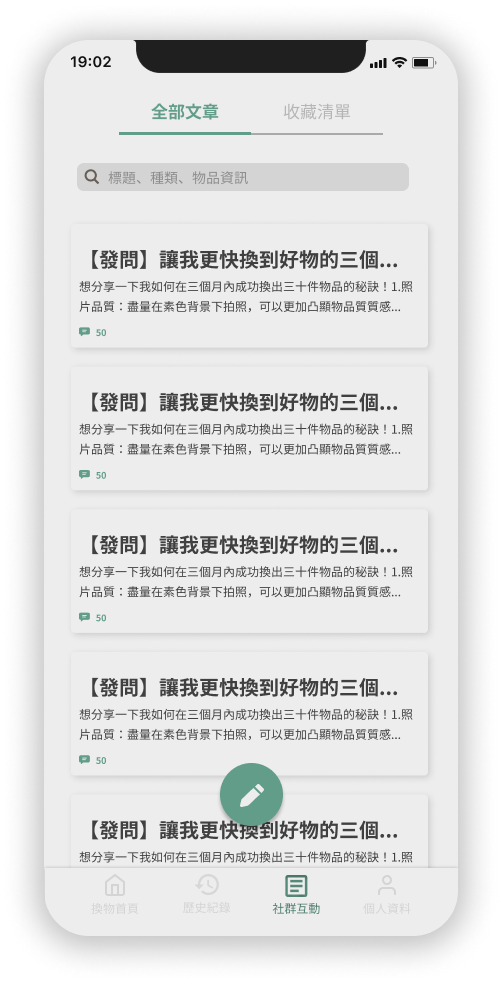 19:02
全部文章
收藏清單
標題、種類、物品資訊
【發問】讓我更快換到好物的三個...
想分享一下我如何在三個月內成功換出三十件物品的秘訣！1.照
片品質：盡量在素色背景下拍照，可以更加凸顯物品質質感...
50
【發問】讓我更快換到好物的三個...
想分享一下我如何在三個月內成功換出三十件物品的秘訣！1.照
片品質：盡量在素色背景下拍照，可以更加凸顯物品質質感...
50
【發問】讓我更快換到好物的三個...
想分享一下我如何在三個月內成功換出三十件物品的秘訣！1.照
片品質：盡量在素色背景下拍照，可以更加凸顯物品質質感...
50
【發問】讓我更快換到好物的三個...
想分享一下我如何在三個月內成功換出三十件物品的秘訣！1.照
片品質：盡量在素色背景下拍照，可以更加凸顯物品質質感...
50
【發問】讓我更快換到好物的三個...
想分享一下我如何在三個月內成功換出三十件物品的秘訣！1.照
換物首頁
歷史紀錄
社群互動
個人資料